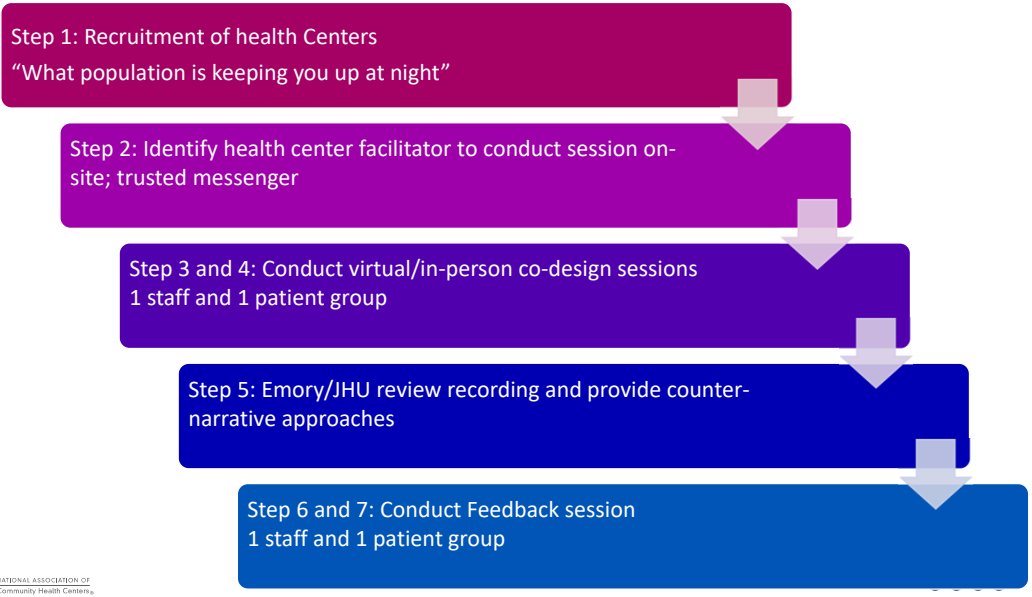 Step 1: Recruitment of health Centers
“What population is keeping you up at night”
Step 2: Identify health center facilitator to conduct session on-
site; trusted messenger
Step 3 and 4: Conduct virtual/in-person co-design sessions
1 staff and 1 patient group
Step 5: Emory/JHU review recording and provide counter-
narrative approaches
Step 6 and 7: Conduct Feedback session
1 staff and 1 patient group
NATIONAL ASSOCIATION OF
Community Health Centers®